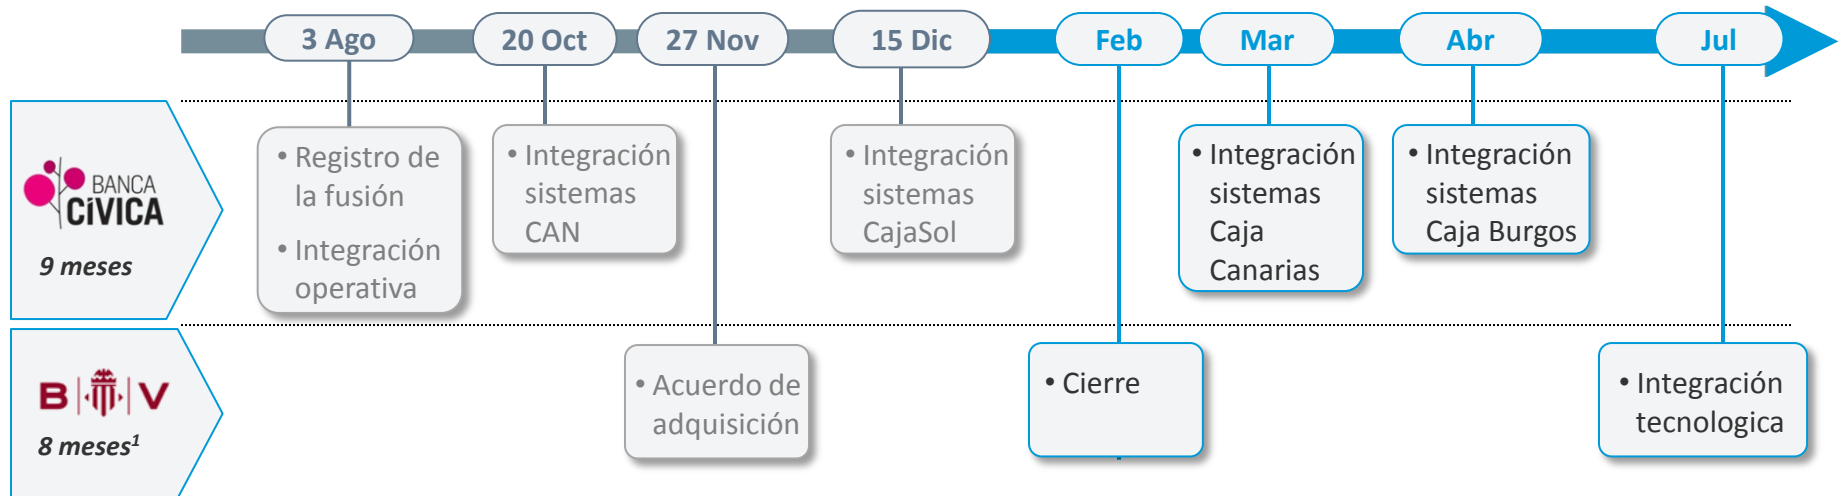 3 Ago
20 Oct
27 Nov
15 Dic
Feb
Mar
Abr
Jul
BANCA
CÍVICA
9 meses
• Registro de
la fusión
• Integración
operativa
• Integración
sistemas
CAN
• Integración
sistemas
CajaSol
• Integración
sistemas
Caja
Canarias
• Integración
sistemas
Caja Burgos
B V
8 meses¹
• Acuerdo de
adquisición
• Cierre
• Integración
tecnologica